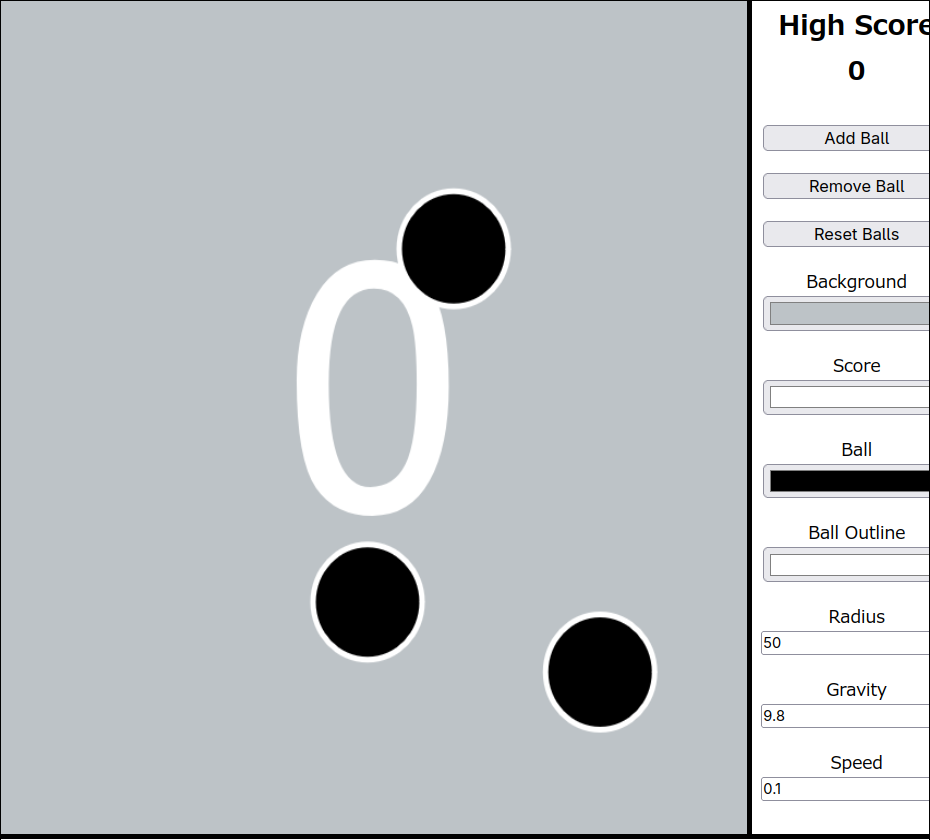 0
High Score
0
Add Ball
Remove Ball
Reset Balls
Background
Score
Ball
Ball Outline
Radius
50
Gravity
9.8
Speed
0.1